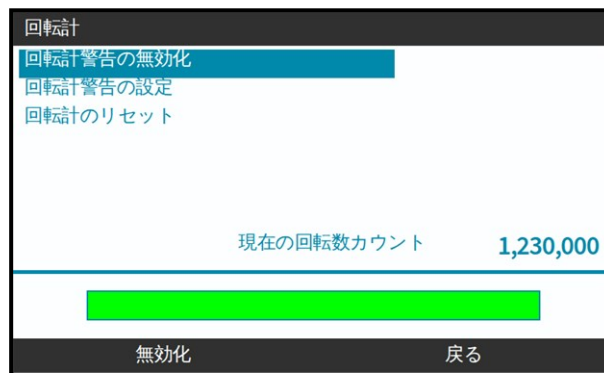 回転計
回転計警告の無効化
回転計警告の設定
回転計のリセット
現在の回転数カウント 1,230,000
無効化 戻る